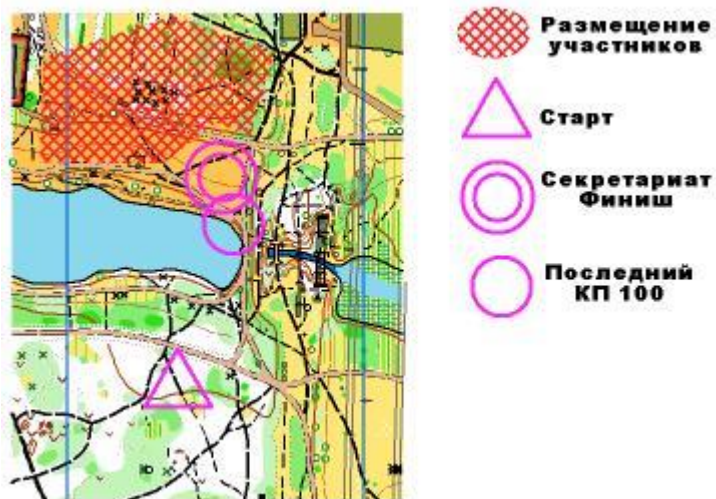 Размещение
участников
Старт
Секретариат
Финиш
Последний
КП 100